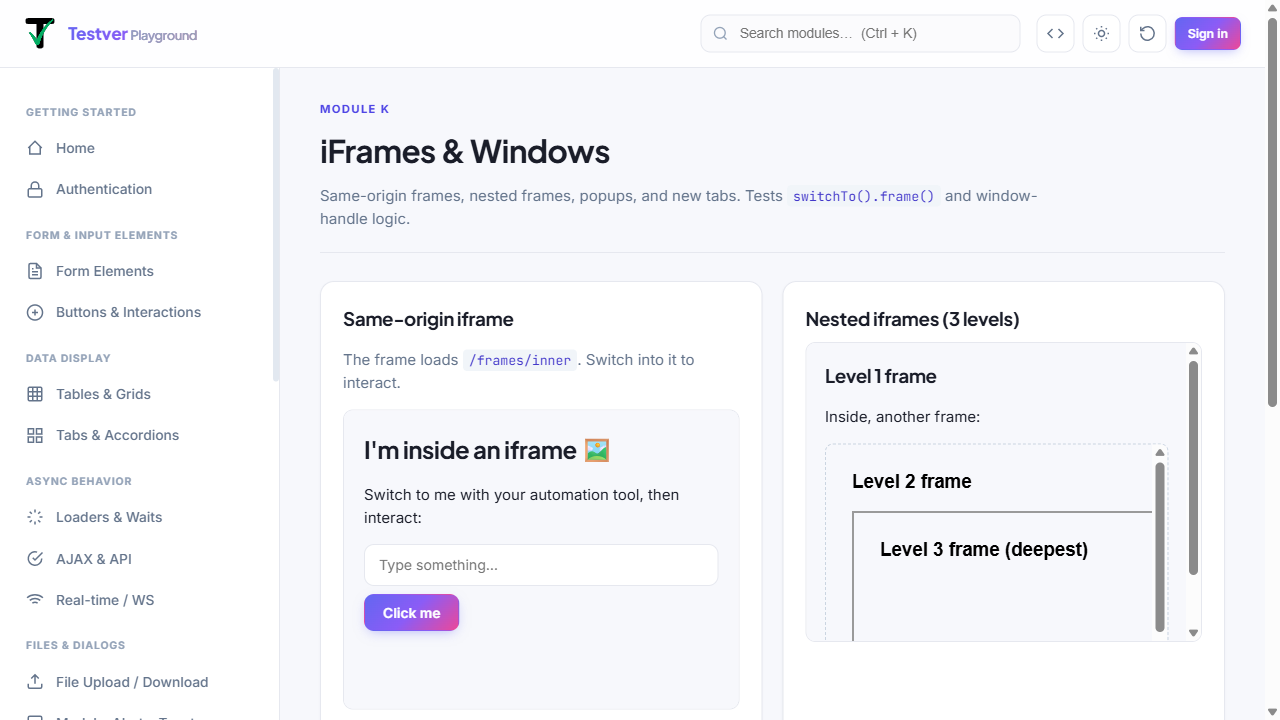 Testver Playground
Search modules... (Ctrl + K)
Sign in
GETTING STARTED
Home
Authentication
FORM & INPUT ELEMENTS
Form Elements
Buttons & Interactions
DATA DISPLAY
Tables & Grids
Tabs & Accordions
ASYNC BEHAVIOR
Loaders & Waits
AJAX & API
Real-time / WS
FILES & DIALOGS
File Upload / Download
MODULE K
iFrames & Windows
Same-origin frames, nested frames, popups, and new tabs. Tests switchTo().frame() and window-
handle logic.
Same-origin iframe
The frame loads /frames/inner. Switch into it to
interact.
I'm inside an iframe
Switch to me with your automation tool, then
interact:
Type something...
Click me
Nested iframes (3 levels)
Level 1 frame
Inside, another frame:
Level 2 frame
Level 3 frame (deepest)